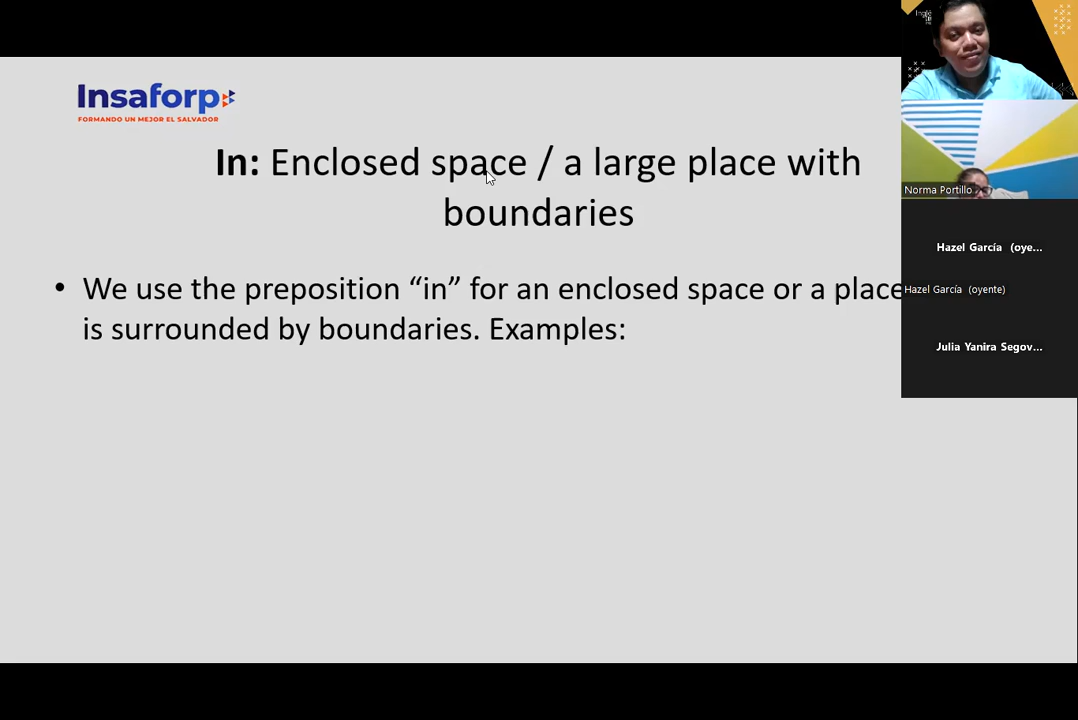 Insaforp
FORMANDO UN MEJOR EL SALVADOR
In: Enclosed space / a large place with
boundaries
• We use the preposition “in” for an enclosed space or a place
is surrounded by boundaries. Examples:
Norma Portillo
Hazel García (oye...
Hazel García (oyente)
Julia Yanira Segov...